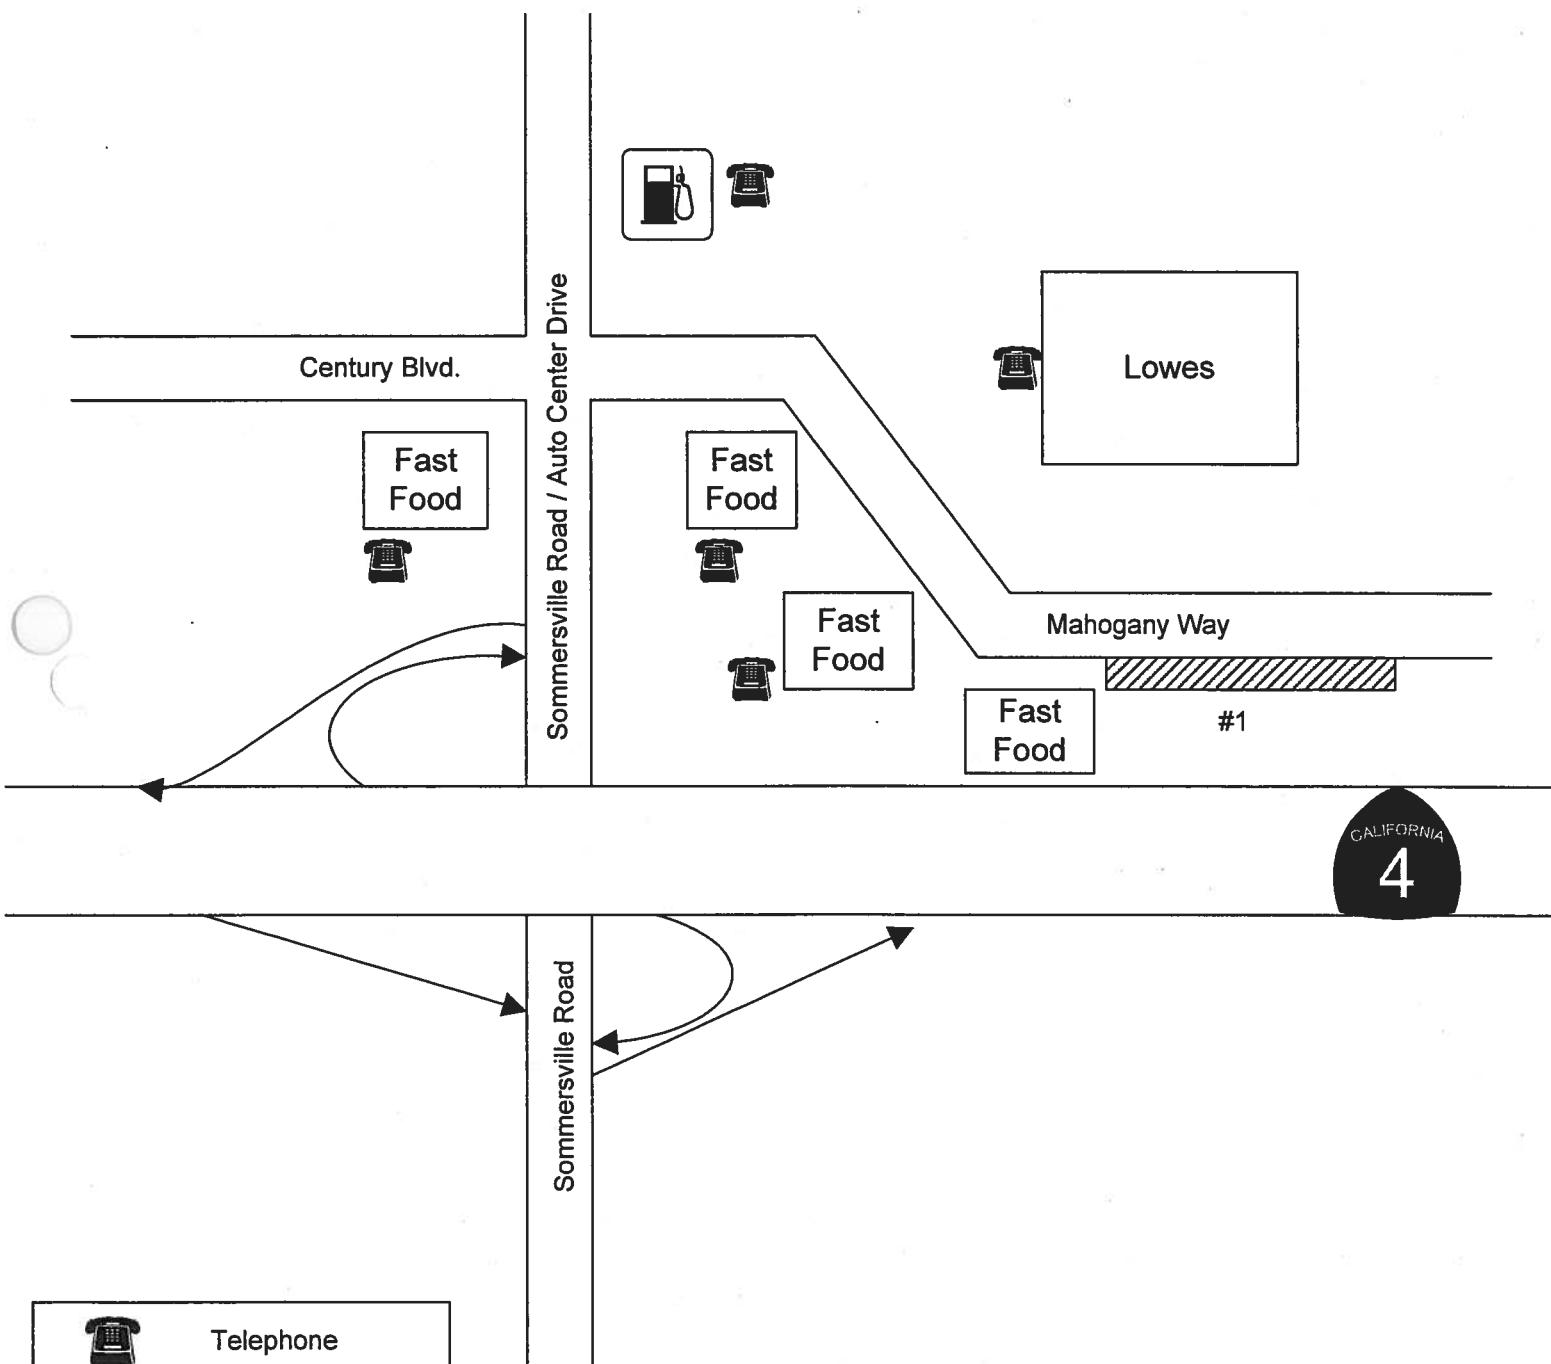 Sommersville Road / Auto Center Drive
Century Blvd.
Lowes
Fast
Food
Fast
Food
Fast
Food
Mahogany Way
Fast
Food
#1
CALIFORNIA
4
Sommersville Road
Telephone